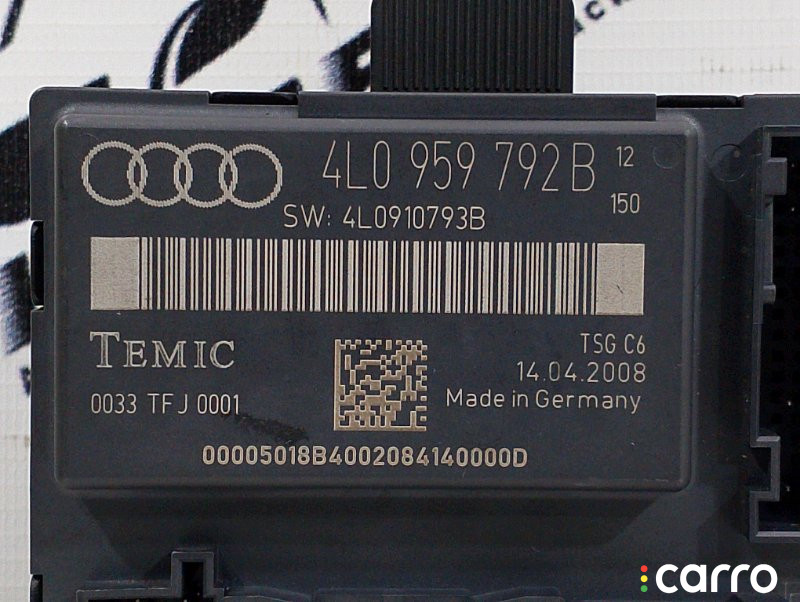 4L0 959 792B 12
150
SW: 4L0910793B
TEMIC
TSG C6
14.04.2008
0033 TFJ 0001
Made in Germany
00005018B4002084140000D
carro